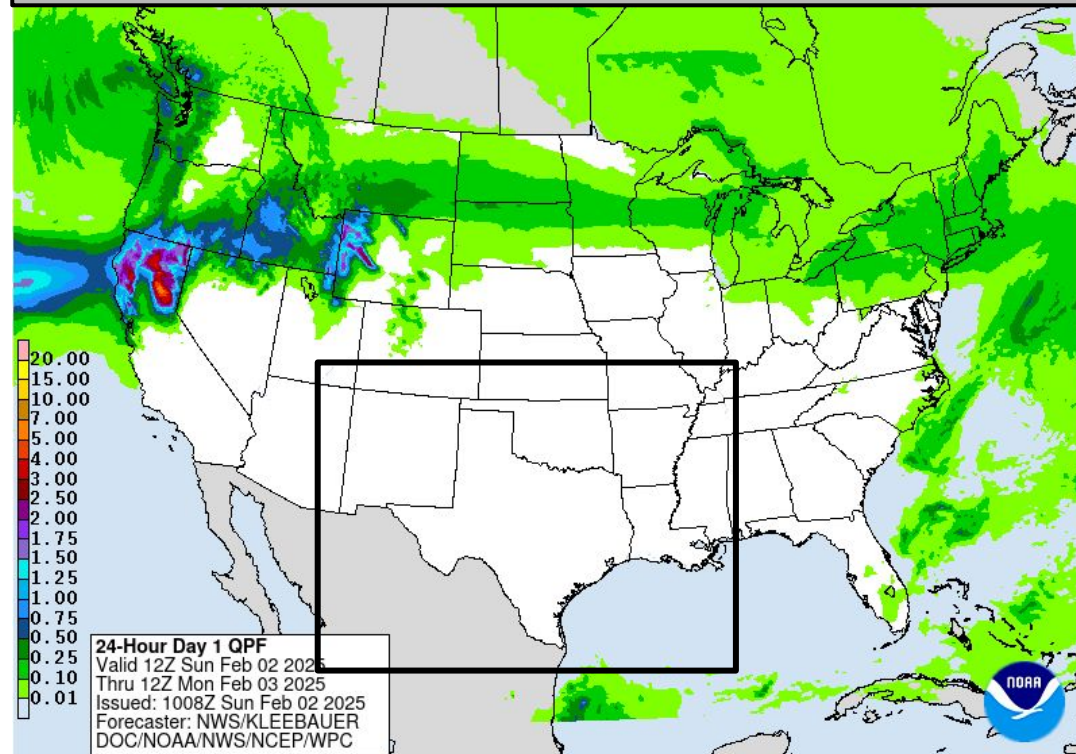 20.00
15.00
10.00
7.00
5.00
4.00
3.00
2.50
2.00
1.75
1.50
1.25
1.00
0.75
0.50
0.25
0.10
0.01
24-Hour Day 1 QPF
Valid 12Z Sun Feb 02 2025
Thru 12Z Mon Feb 03 2025
Issued: 1008Z Sun Feb 02 2025
Forecaster: NWS/KLEEBAUER
DOC/NOAA/NWS/NCEP/WPC
NOAA